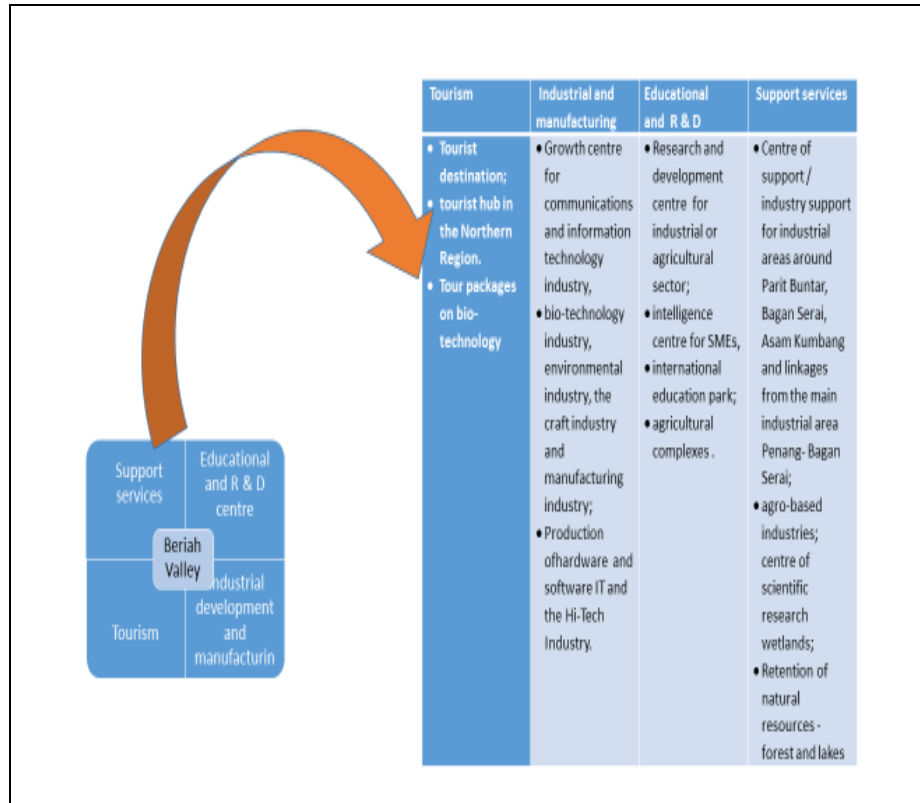 Tourism
Industrial and
manufacturing
Educational
and R & D
Support services
• Tourist
destination;
• tourist hub in
the Northern
Region.
• Tour packages
on bio-
technology
• Growth centre
for
communications
and information
technology
industry,
• bio-technology
industry,
environmental
industry, the
craft industry
and
manufacturing
industry;
• Production
ofhardware and
software IT and
the Hi-Tech
Industry.
• Research and
development
centre for
industrial or
agricultural
sector;
• intelligence
centre for SMEs,
• international
education park;
• agricultural
complexes .
• Centre of
support /
industry support
for industrial
areas around
Parit Buntar,
Bagan Serai,
Asam Kumbang
and linkages
from the main
industrial area
Penang- Bagan
Serai;
• agro-based
industries;
centre of
scientific
research
wetlands;
• Retention of
natural
resources -
forest and lakes
Support
services
Educational
and R & D
centre
Beriah
Valley
Tourism
Industrial
development
and
manufacturin